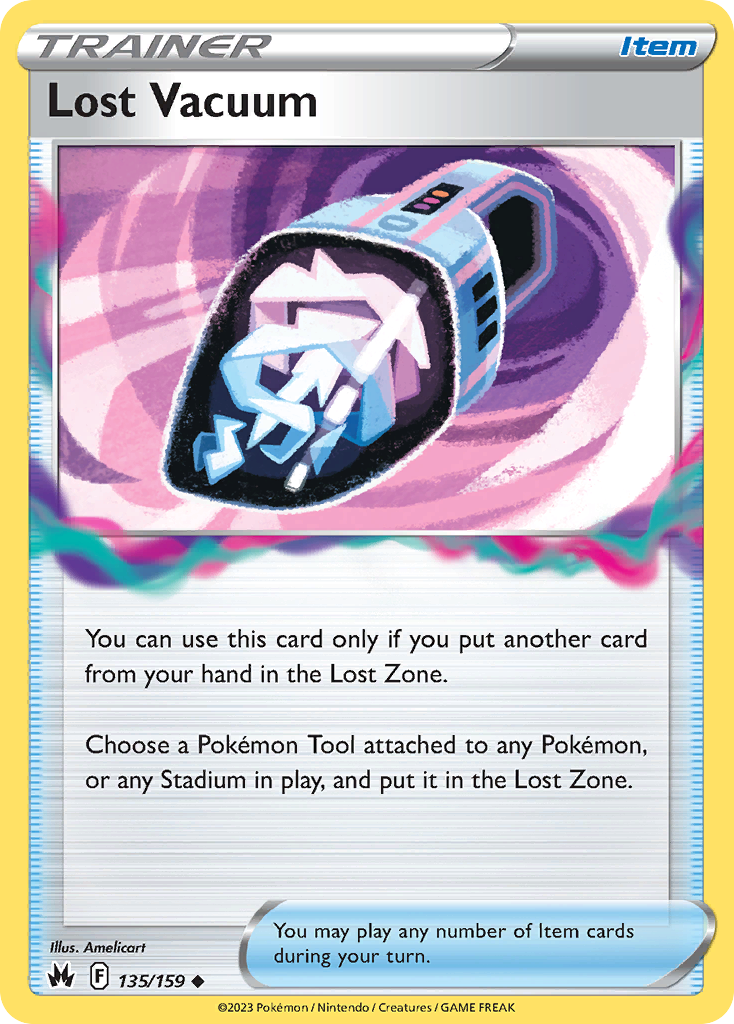 TRAINER
Item
Lost Vacuum
You can use this card only if you put another card
from your hand in the Lost Zone.
Choose a Pokémon Tool attached to any Pokémon,
or any Stadium in play, and put it in the Lost Zone.
You may play any number of Item cards
during your turn.
Illus. Amelicart
F 135/159
©2023 Pokémon / Nintendo / Creatures / GAME FREAK